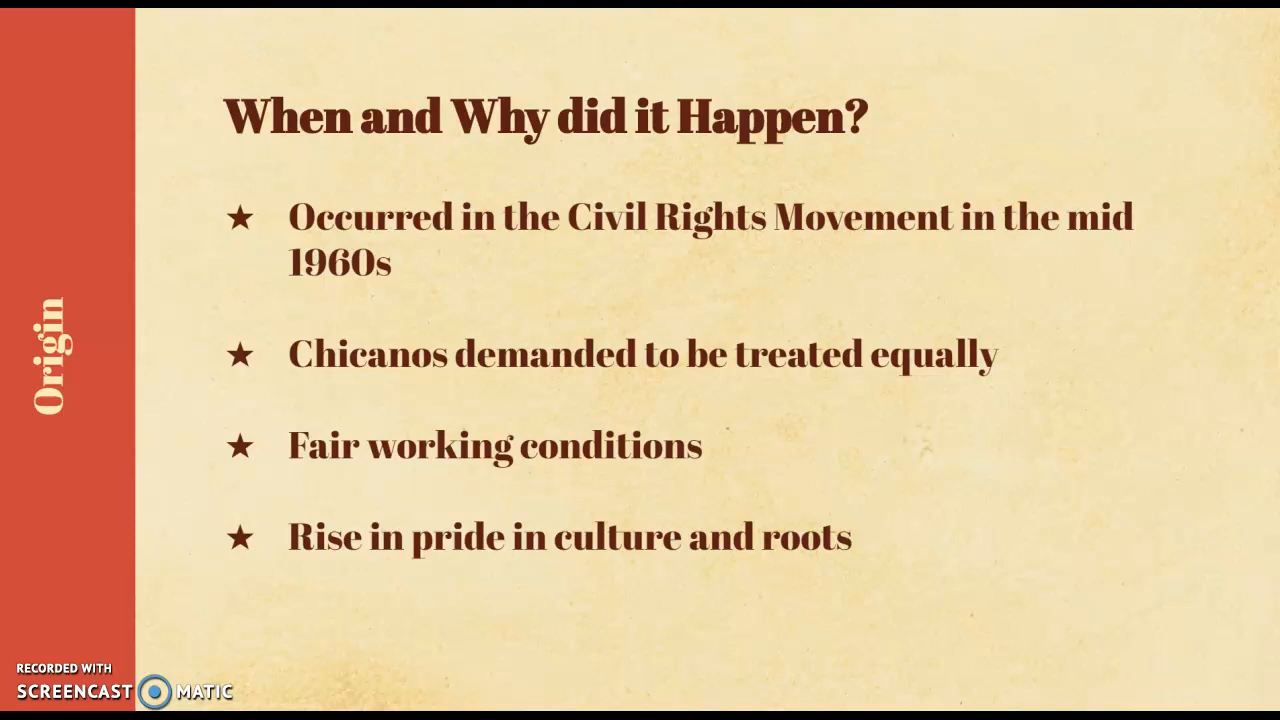 When and Why did it Happen?
★ Occurred in the Civil Rights Movement in the mid
1960s
★ Chicanos demanded to be treated equally
★ Fair working conditions
★ Rise in pride in culture and roots
Origin
RECORDED WITH
SCREENCAST MATIC